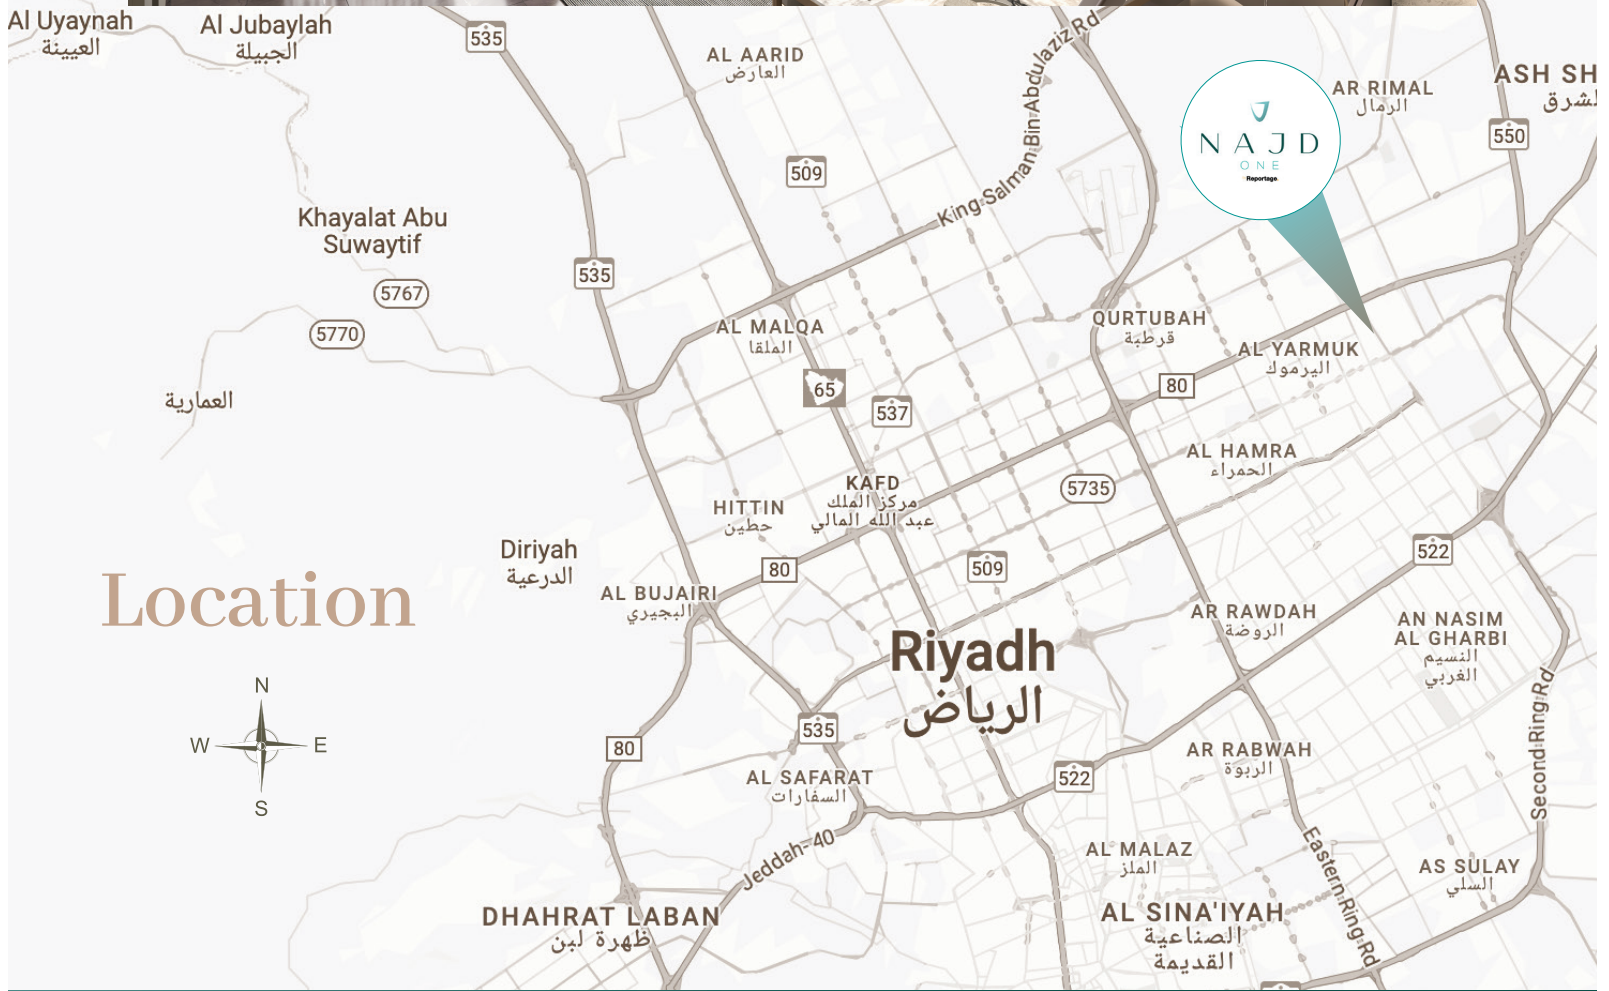 Al Uyaynah
العيينة
Al Jubaylah
الجبيلة
535
AL AARID
العارض
King Salman Bin Abdulaziz Rd
NAJD
ONE
Reportage
AR RIMAL
الرمال
ASH SH
الشرق
550
509
Khayalat Abu
Suwaytif
5767
535
5770
AL MALQA
الملقا
QURTUBAH
قرطبة
AL YARMUK
اليرموك
80
65
537
العمارية
AL HAMRA
الحمراء
KAFD
مركز الملك
عبد الله المالي
5735
HITTIN
حطين
Diriyah
الدرعية
80
509
522
Location
AL BUJAIRI
البجيري
AR RAWDAH
الروضة
AN NASIM
AL GHARBI
النسيم
الغربي
Riyadh
الرياض
N
W
E
S
535
80
Second Ring Rd
AR RABWAH
الربوة
AL SAFARAT
السفارات
522
Jeddah- 40
AL MALAZ
الملز
Eastern Ring Rd
AS SULAY
السلي
DHAHRAT LABAN
ظهرة لبن
AL SINA'IYAH
الصناعية
القديمة